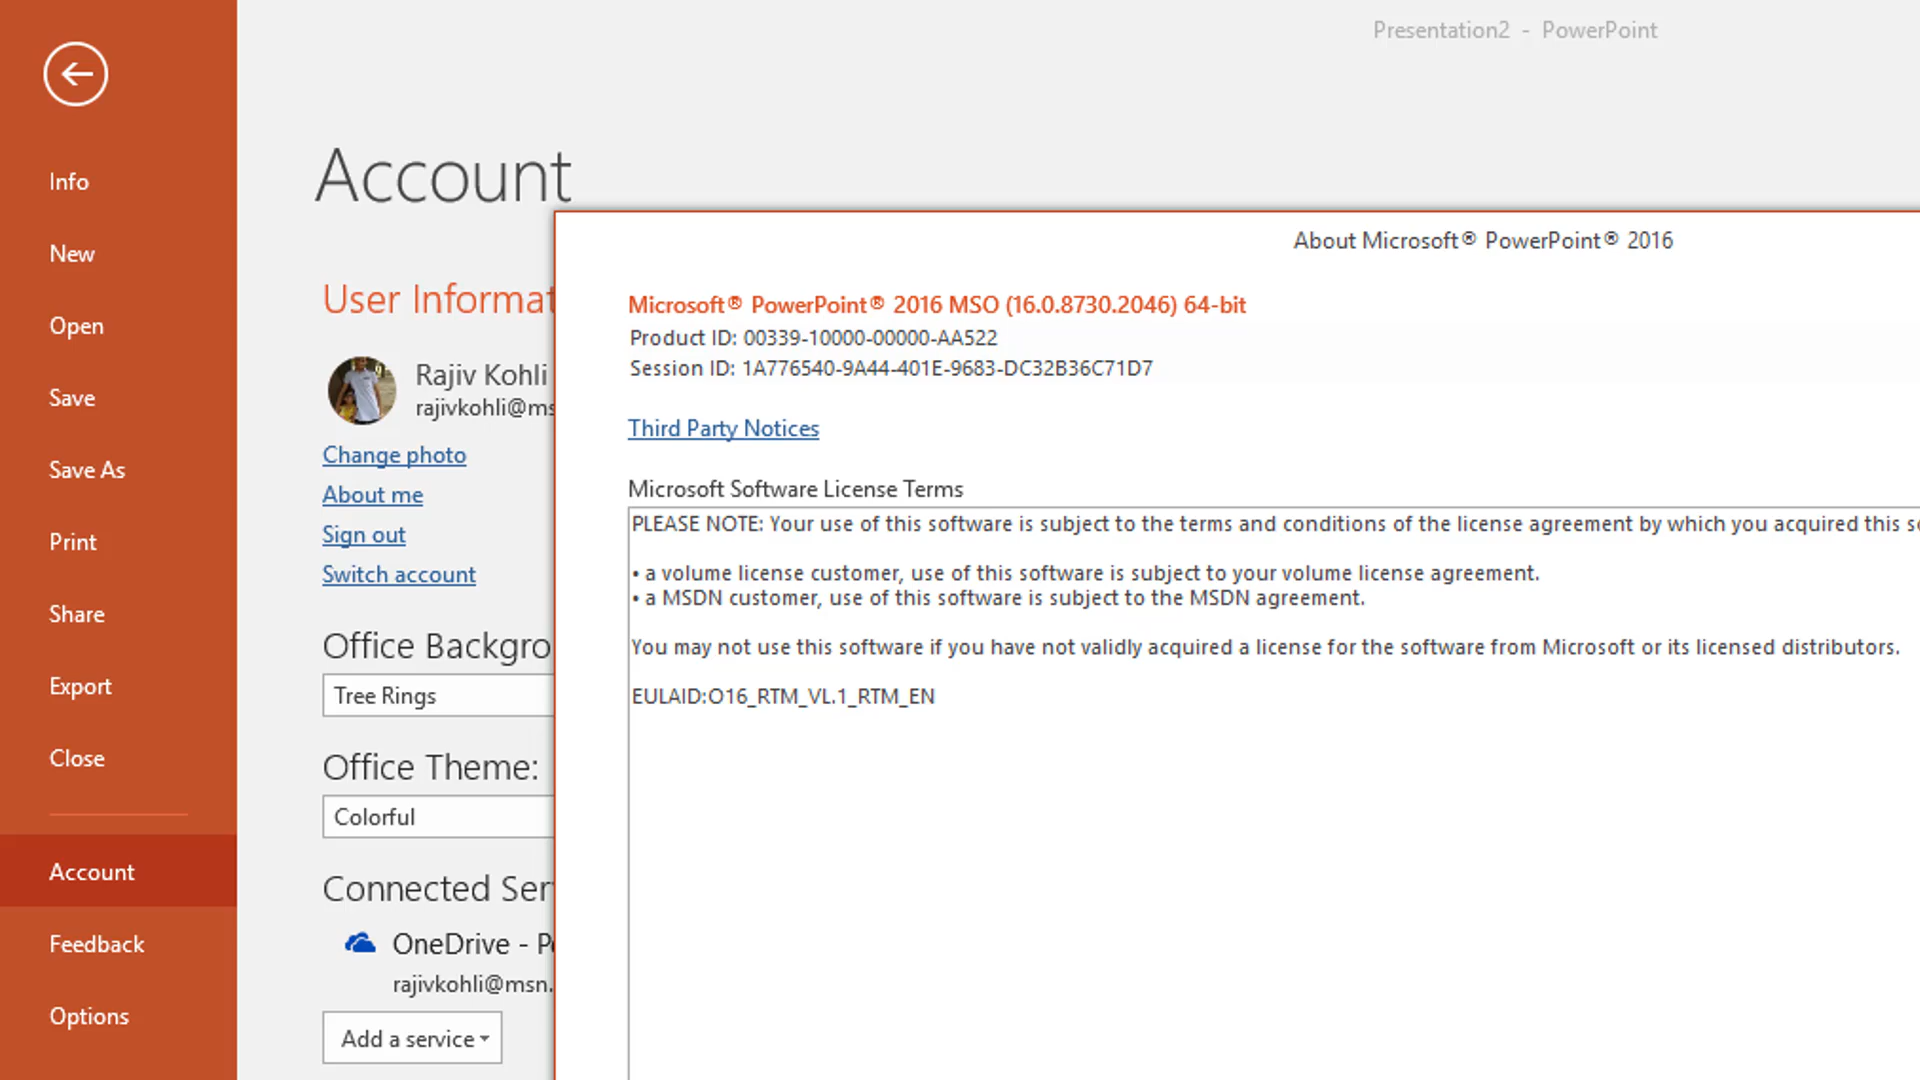 Presentation2 - PowerPoint
Info
New
Open
Save
Save As
Print
Share
Export
Close
Account
Feedback
Options
Account
User Informat
Rajiv Kohli
rajivkohli@ms
Change photo
About me
Sign out
Switch account
Office Backgro
Tree Rings
Office Theme:
Colorful
Connected Ser
OneDrive - Pe
rajivkohli@msn.
Add a service
About Microsoft® PowerPoint® 2016
Microsoft® PowerPoint® 2016 MSO (16.0.8730.2046) 64-bit
Product ID: 00339-10000-00000-AA522
Session ID: 1A776540-9A44-401E-9683-DC32B36C71D7
Third Party Notices
Microsoft Software License Terms
PLEASE NOTE: Your use of this software is subject to the terms and conditions of the license agreement by which you acquired this so
• a volume license customer, use of this software is subject to your volume license agreement.
• a MSDN customer, use of this software is subject to the MSDN agreement.
You may not use this software if you have not validly acquired a license for the software from Microsoft or its licensed distributors.
EULAID:O16_RTM_VL.1_RTM_EN